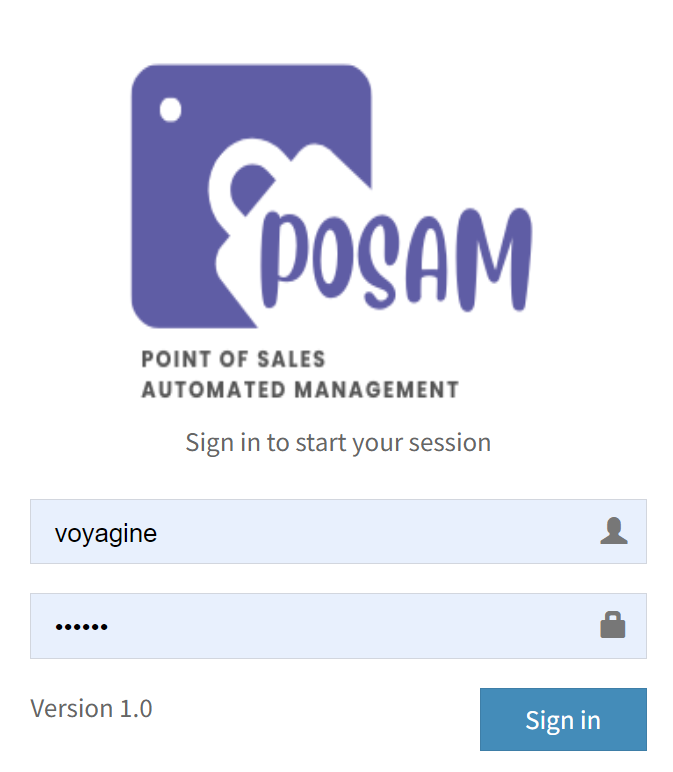 POSAM
POINT OF SALES
AUTOMATED MANAGEMENT
Sign in to start your session
voyagine
••••••
Version 1.0
Sign in